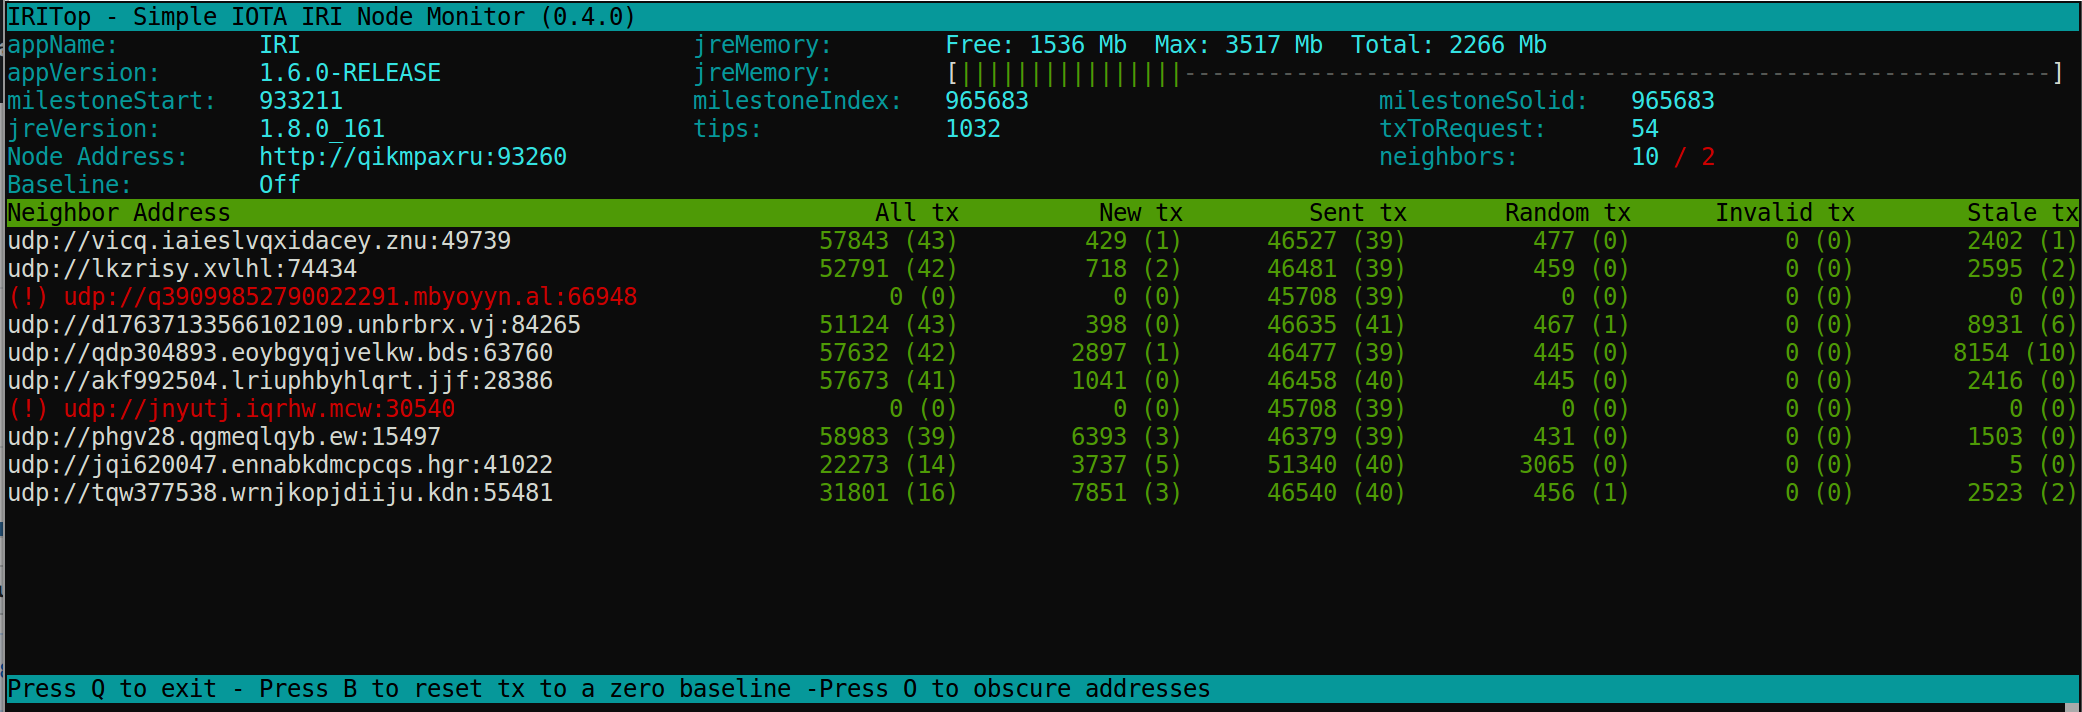 IRITop - Simple IOTA IRI Node Monitor (0.4.0)
appName: IRI jreMemory: Free: 1536 Mb Max: 3517 Mb Total: 2266 Mb
appVersion: 1.6.0-RELEASE jreMemory: [||||||||||||||||--------------------------------------------------------------]
milestoneStart: 933211 milestoneIndex: 965683 milestoneSolid: 965683
jreVersion: 1.8.0_161 tips: 1032 txToRequest: 54
Node Address: http://qikmpaxru:93260 neighbors: 10 / 2
Baseline: Off
Neighbor Address All tx New tx Sent tx Random tx Invalid tx Stale tx
udp://vicq.iaieslvqxidacey.znu:49739 57843 (43) 429 (1) 46527 (39) 477 (0) 0 (0) 2402 (1)
udp://lkzrisy.xvlhl:74434 52791 (42) 718 (2) 46481 (39) 459 (0) 0 (0) 2595 (2)
(!) udp://q39099852790022291.mbyoyyn.al:66948 0 (0) 0 (0) 45708 (39) 0 (0) 0 (0) 0 (0)
udp://d17637133566102109.unbrbrx.vj:84265 51124 (43) 398 (0) 46635 (41) 467 (1) 0 (0) 8931 (6)
udp://qdp304893.eoybgyqjvelkw.bds:63760 57632 (42) 2897 (1) 46477 (39) 445 (0) 0 (0) 8154 (10)
udp://akf992504.lriuphbyhlqrt.jjf:28386 57673 (41) 1041 (0) 46458 (40) 445 (0) 0 (0) 2416 (0)
(!) udp://jnyutj.iqrhw.mcw:30540 0 (0) 0 (0) 45708 (39) 0 (0) 0 (0) 0 (0)
udp://phgv28.qgmeqlqyb.ew:15497 58983 (39) 6393 (3) 46379 (39) 431 (0) 0 (0) 1503 (0)
udp://jqi620047.ennabkdmcpcqs.hgr:41022 22273 (14) 3737 (5) 51340 (40) 3065 (0) 0 (0) 5 (0)
udp://tqw377538.wrnjkopjdiiju.kdn:55481 31801 (16) 7851 (3) 46540 (40) 456 (1) 0 (0) 2523 (2)
Press Q to exit - Press B to reset tx to a zero baseline -Press O to obscure addresses